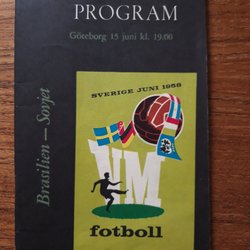 PROGRAM
Göteborg 15 juni kl. 19.00
Brasilien — Sovjet
SVERIGE JUNI 1958
VM
fotboll